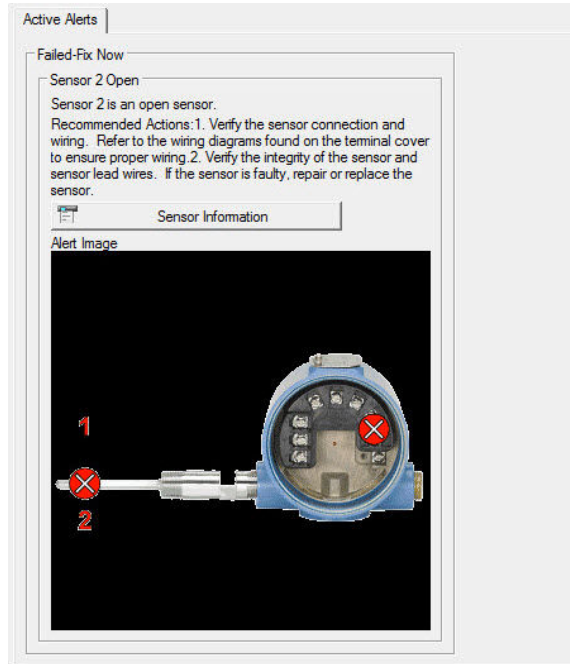 Active Alerts
Failed-Fix Now
Sensor 2 Open
Sensor 2 is an open sensor.
Recommended Actions:1. Verify the sensor connection and
wiring.  Refer to the wiring diagrams found on the terminal cover
to ensure proper wiring.2. Verify the integrity of the sensor and
sensor lead wires.  If the sensor is faulty, repair or replace the
sensor.
Sensor Information
Alert Image
1
2